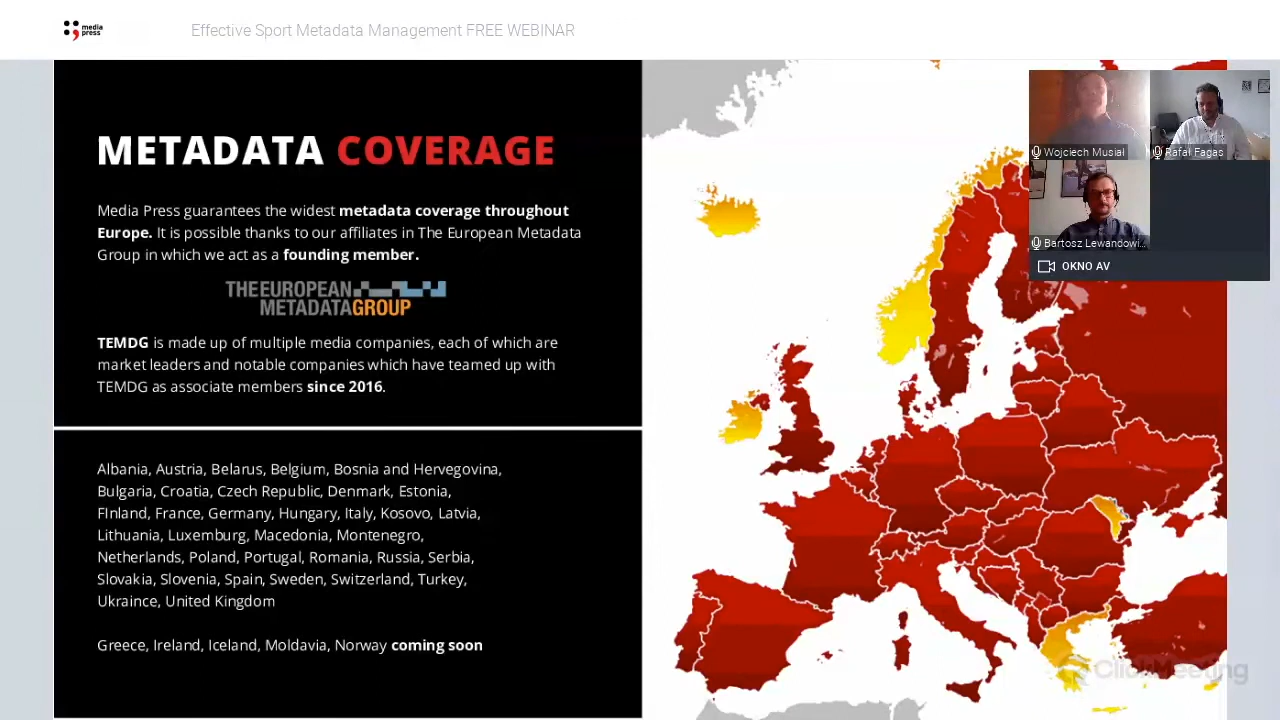 media
press
Effective Sport Metadata Management FREE WEBINAR
METADATA COVERAGE
Media Press guarantees the widest metadata coverage throughout
Europe. It is possible thanks to our affiliates in The European Metadata
Group in which we act as a founding member.
THE EUROPEAN
METADATAGROUP
TEMDG is made up of multiple media companies, each of which are
market leaders and notable companies which have teamed up with
TEMDG as associate members since 2016.
Albania, Austria, Belarus, Belgium, Bosnia and Hervegovina,
Bulgaria, Croatia, Czech Republic, Denmark, Estonia,
FInland, France, Germany, Hungary, Italy, Kosovo, Latvia,
Lithuania, Luxemburg, Macedonia, Montenegro,
Netherlands, Poland, Portugal, Romania, Russia, Serbia,
Slovakia, Slovenia, Spain, Sweden, Switzerland, Turkey,
Ukraince, United Kingdom
Greece, Ireland, Iceland, Moldavia, Norway coming soon
Wojciech Musiał
Rafał Fagas
Bartosz Lewandowi...
OKNO AV
ClickMeeting